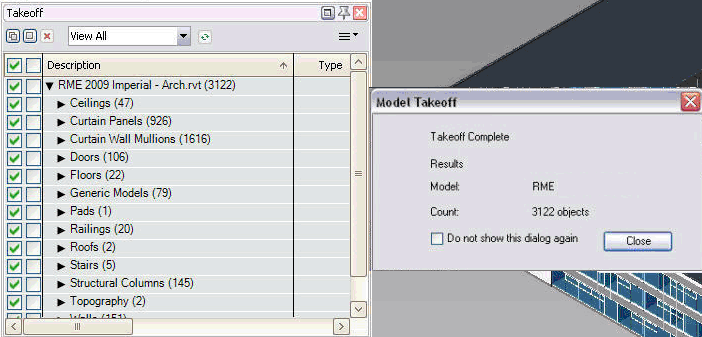 Takeoff
View All
Description Type
RME 2009 Imperial - Arch.rvt (3122)
Ceilings (47)
Curtain Panels (926)
Curtain Wall Mullions (1616)
Doors (106)
Floors (22)
Generic Models (79)
Pads (1)
Railings (20)
Roofs (2)
Stairs (5)
Structural Columns (145)
Topography (2)
Walls (151)
Model Takeoff
Takeoff Complete
Results
Model: RME
Count: 3122 objects
Do not show this dialog again
Close